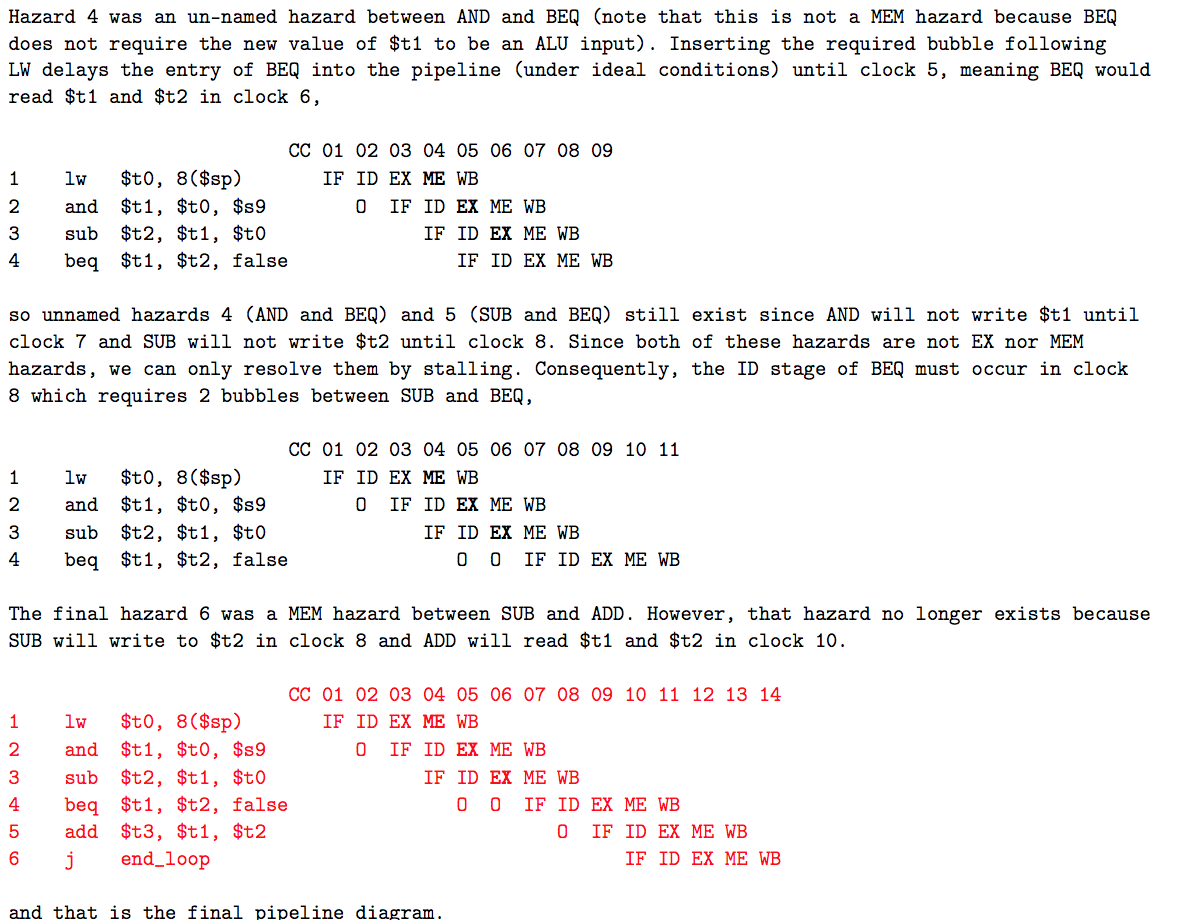 Hazard 4 was an un-named hazard between AND and BEQ (note that this is not a MEM hazard because BEQ
does not require the new value of $t1 to be an ALU input). Inserting the required bubble following
LW delays the entry of BEQ into the pipeline (under ideal conditions) until clock 5, meaning BEQ would
read $t1 and $t2 in clock 6,
CC 01 02 03 04 05 06 07 08 09
1 lw $t0, 8($sp) IF ID EX ME WB
2 and $t1, $t0, $s9 O IF ID EX ME WB
3 sub $t2, $t1, $t0 IF ID EX ME WB
4 beq $t1, $t2, false IF ID EX ME WB
so unnamed hazards 4 (AND and BEQ) and 5 (SUB and BEQ) still exist since AND will not write $t1 until
clock 7 and SUB will not write $t2 until clock 8. Since both of these hazards are not EX nor MEM
hazards, we can only resolve them by stalling. Consequently, the ID stage of BEQ must occur in clock
8 which requires 2 bubbles between SUB and BEQ,
CC 01 02 03 04 05 06 07 08 09 10 11
1 lw $t0, 8($sp) IF ID EX ME WB
2 and $t1, $t0, $s9 O IF ID EX ME WB
3 sub $t2, $t1, $t0 IF ID EX ME WB
4 beq $t1, $t2, false O O IF ID EX ME WB
The final hazard 6 was a MEM hazard between SUB and ADD. However, that hazard no longer exists because
SUB will write to $t2 in clock 8 and ADD will read $t1 and $t2 in clock 10.
CC 01 02 03 04 05 06 07 08 09 10 11 12 13 14
1 lw $t0, 8($sp) IF ID EX ME WB
2 and $t1, $t0, $s9 O IF ID EX ME WB
3 sub $t2, $t1, $t0 IF ID EX ME WB
4 beq $t1, $t2, false O O IF ID EX ME WB
5 add $t3, $t1, $t2 O IF ID EX ME WB
6 j end_loop IF ID EX ME WB
and that is the final pipeline diagram.